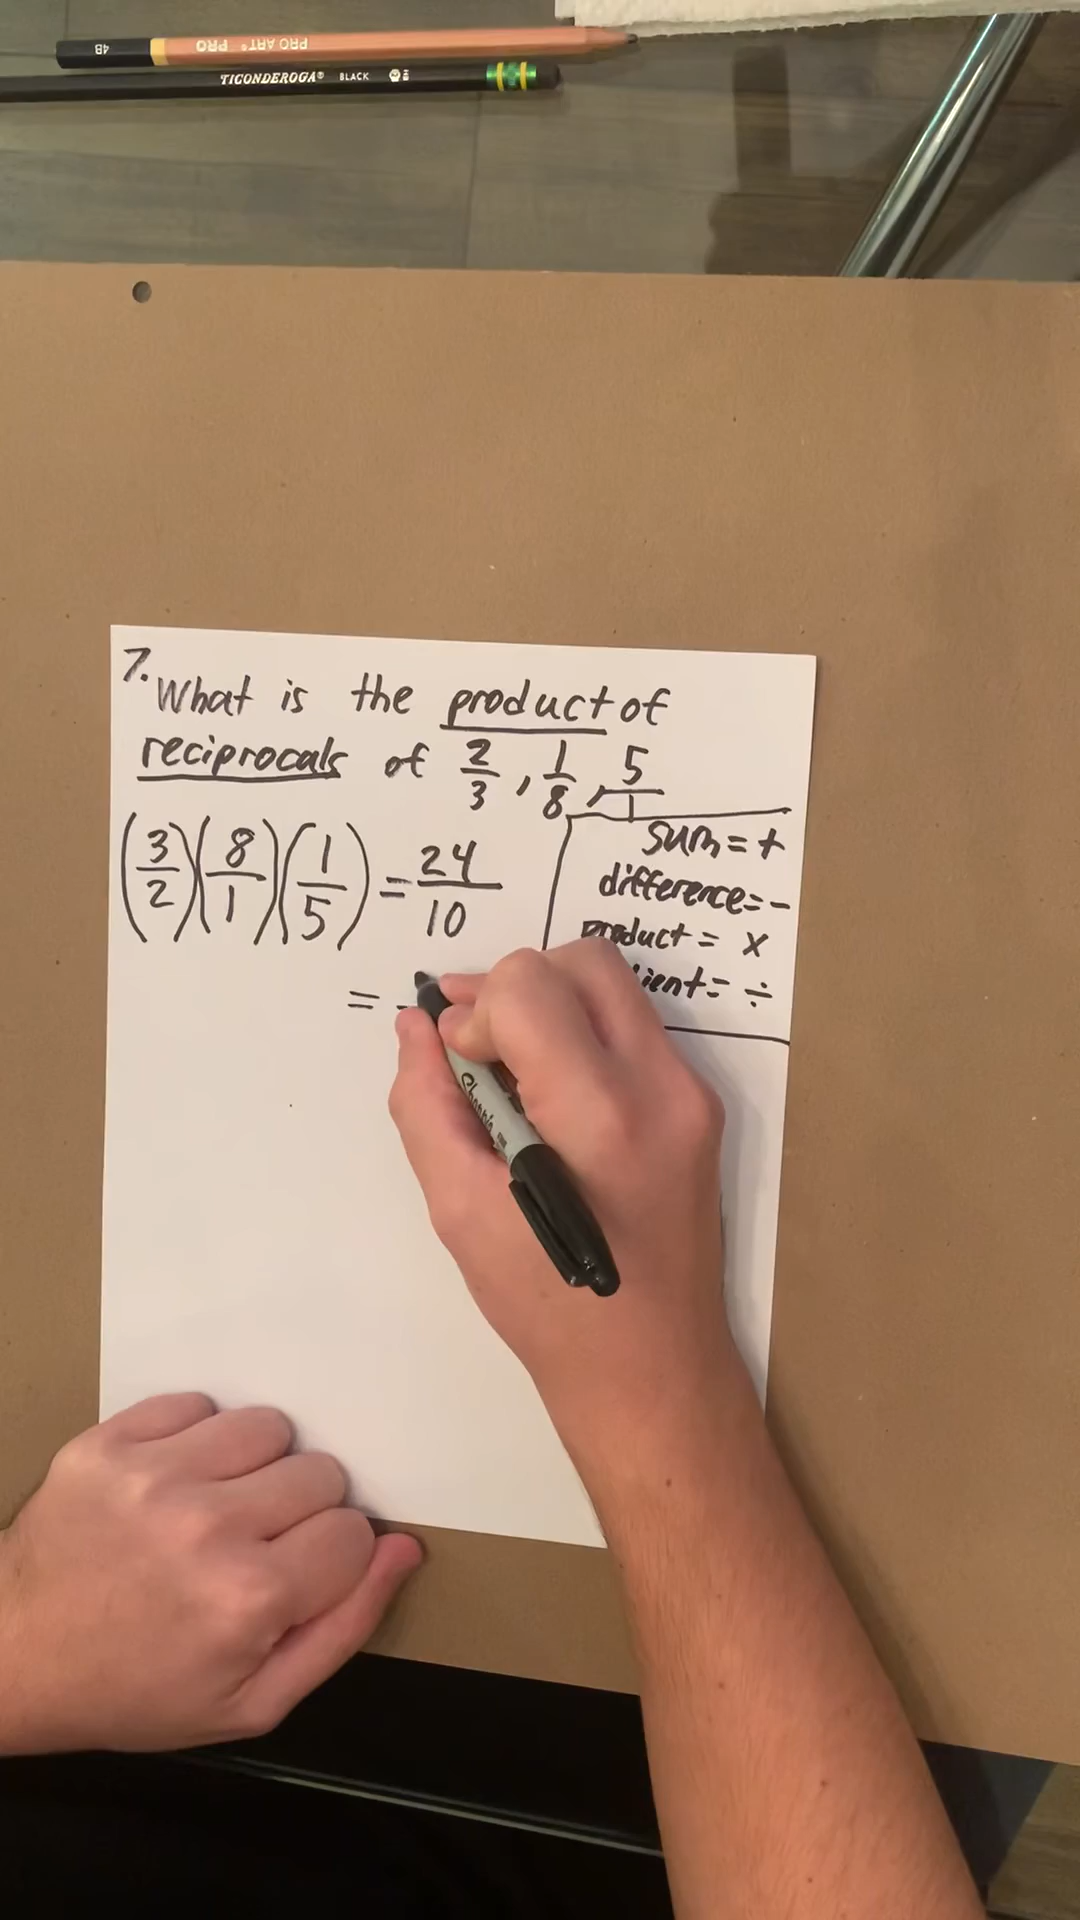 PRO ART® PRO 4B
TICONDEROGA® BLACK
7. What is the product of
reciprocals of 2/3, 1/8, 5/1
(3/2)(8/1)(1/5) = 24/10
=
sum = +
difference = -
product = x
ient = ÷
Sharpie